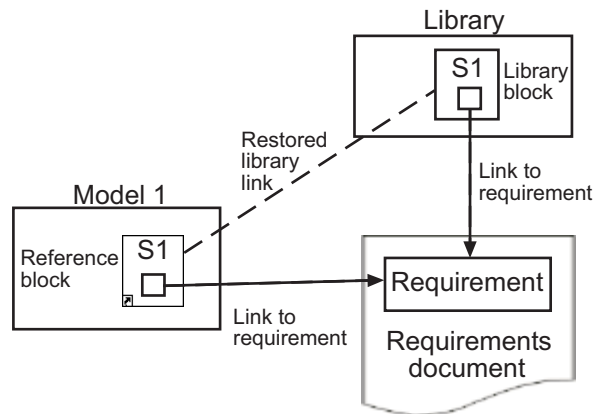 Library
S1
Library
block
Restored
library
link
Link to
requirement
Model 1
S1
Reference
block
Link to
requirement
Requirement
Requirements
document